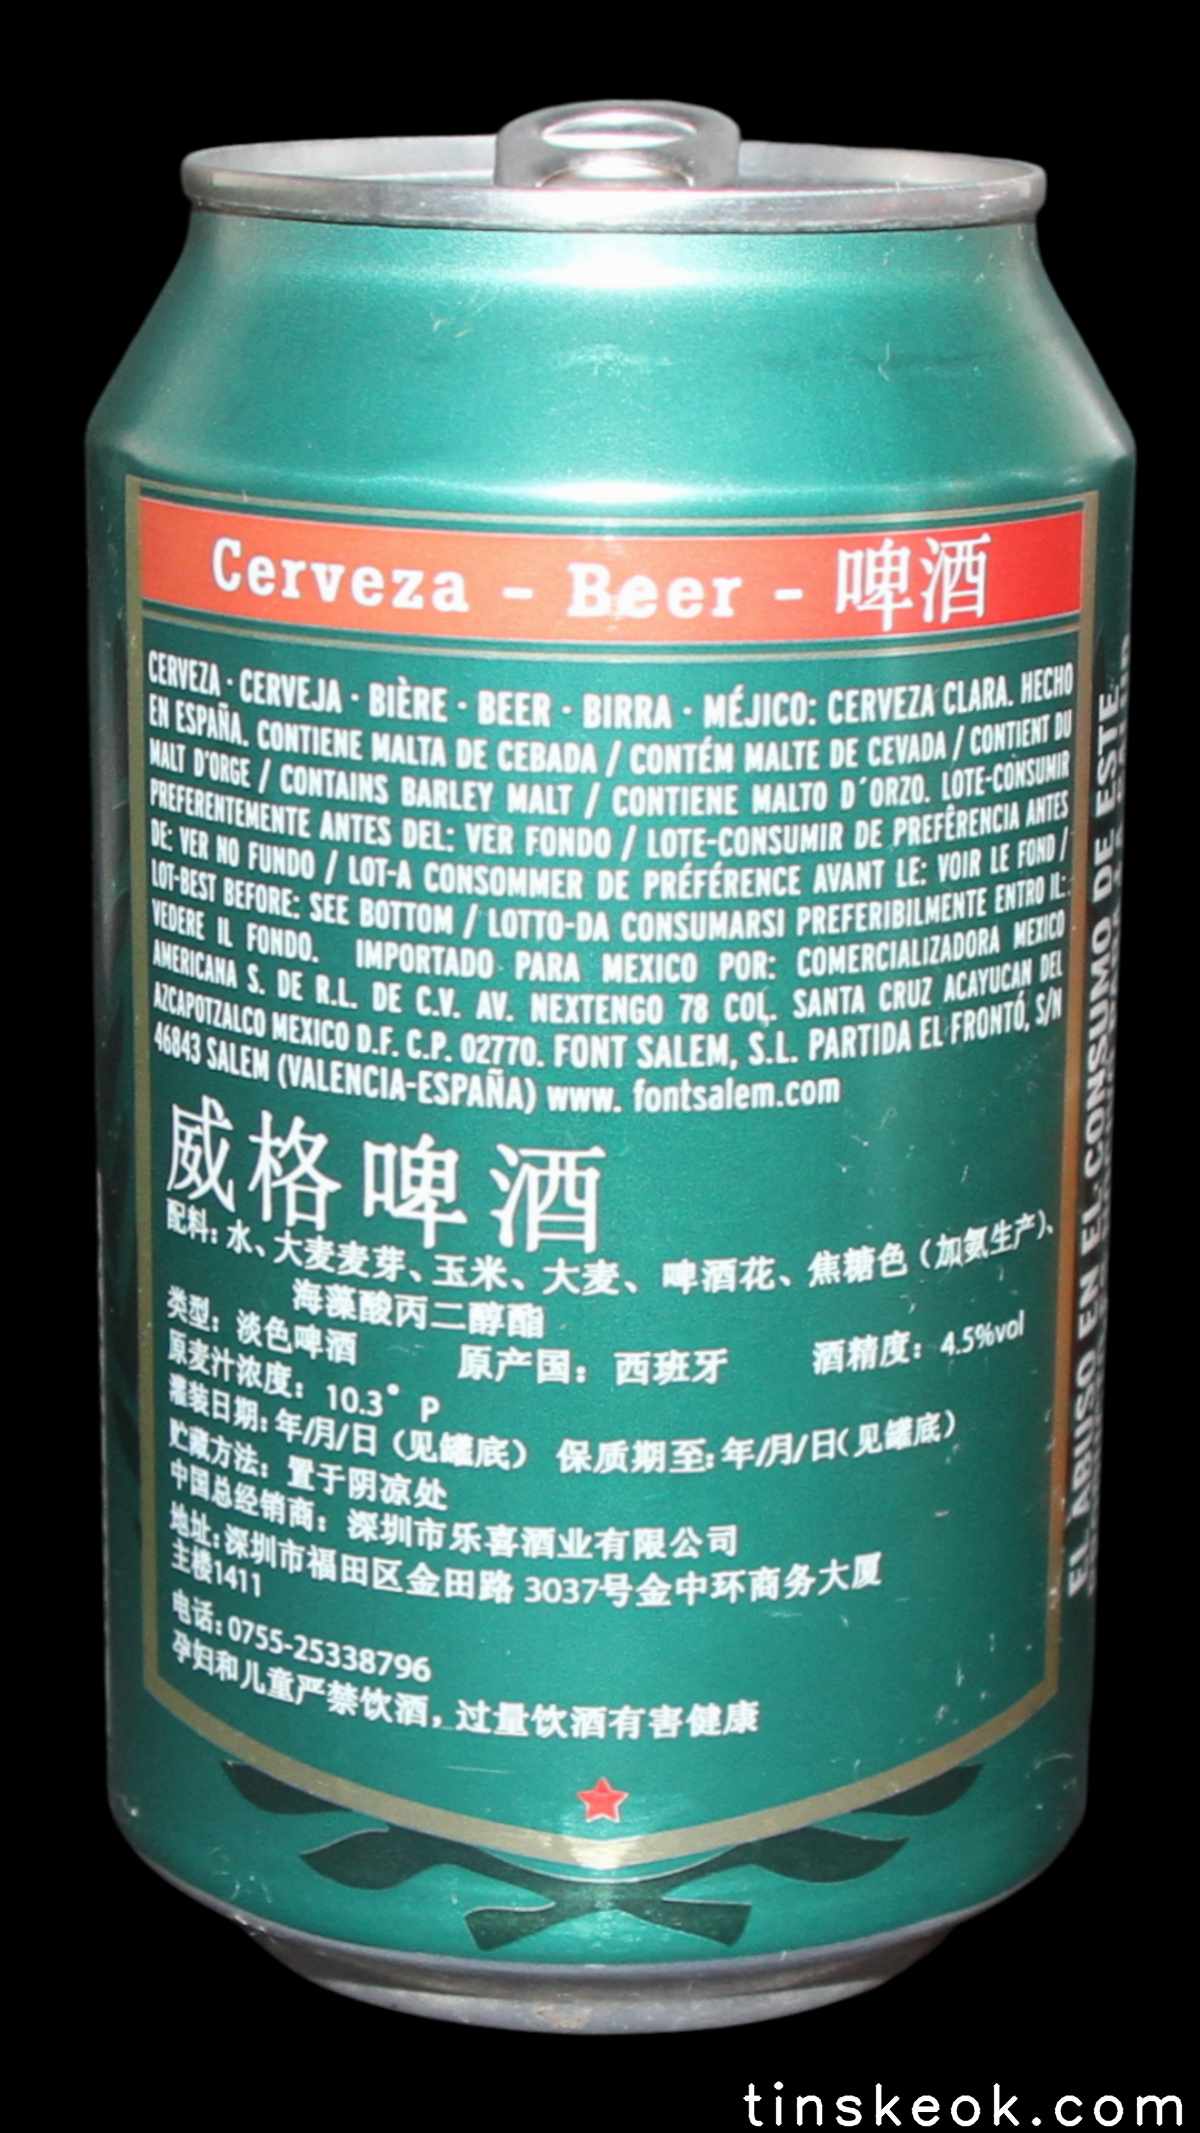 Cerveza - Beer - 啤酒
CERVEZA · CERVEJA · BIÈRE · BEER · BIRRA · MÉJICO: CERVEZA CLARA. HECHO
EN ESPAÑA. CONTIENE MALTA DE CEBADA / CONTÉM MALTE DE CEVADA / CONTIENT DU
MALT D'ORGE / CONTAINS BARLEY MALT / CONTIENE MALTO D´ORZO. LOTE-CONSUMIR
PREFERENTEMENTE ANTES DEL: VER FONDO / LOTE-CONSUMIR DE PREFÊRENCIA ANTES
DE: VER NO FUNDO / LOT-A CONSOMMER DE PRÉFÉRENCE AVANT LE: VOIR LE FOND /
LOT-BEST BEFORE: SEE BOTTOM / LOTTO-DA CONSUMARSI PREFERIBILMENTE ENTRO IL:
VEDERE IL FONDO. IMPORTADO PARA MEXICO POR: COMERCIALIZADORA MEXICO
AMERICANA S. DE R.L. DE C.V. AV. NEXTENGO 78 COL. SANTA CRUZ ACAYUCAN DEL
AZCAPOTZALCO MEXICO D.F. C.P. 02770. FONT SALEM, S.L. PARTIDA EL FRONTÓ, S/N
46843 SALEM (VALENCIA-ESPAÑA) www. fontsalem.com
威格啤酒
配料: 水、大麦麦芽、玉米、大麦、啤酒花、焦糖色（加氨生产）、
海藻酸丙二醇酯
类型: 淡色啤酒 原产国: 西班牙 酒精度: 4.5%vol
原麦汁浓度: 10.3° P
灌装日期: 年/月/日（见罐底） 保质期至: 年/月/日（见罐底）
贮藏方法: 置于阴凉处
中国总经销商: 深圳市乐喜酒业有限公司
地址: 深圳市福田区金田路 3037号金中环商务大厦
主楼1411
电话: 0755-25338796
孕妇和儿童严禁饮酒，过量饮酒有害健康
EL ABUSO EN EL CONSUMO DE ESTE
tinskeok.com